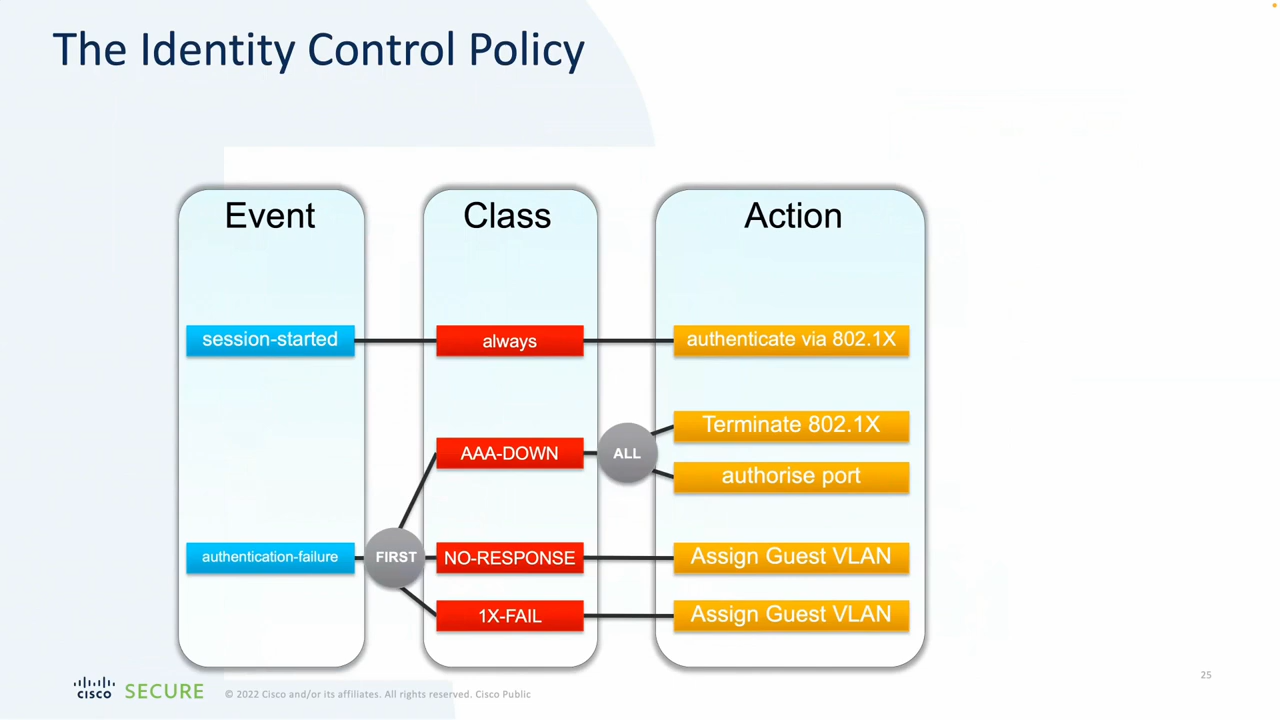 The Identity Control Policy
Event
Class
Action
session-started
always
authenticate via 802.1X
authentication-failure
FIRST
AAA-DOWN
ALL
Terminate 802.1X
authorise port
NO-RESPONSE
Assign Guest VLAN
1X-FAIL
Assign Guest VLAN
CISCO SECURE
© 2022 Cisco and/or its affiliates. All rights reserved. Cisco Public
25